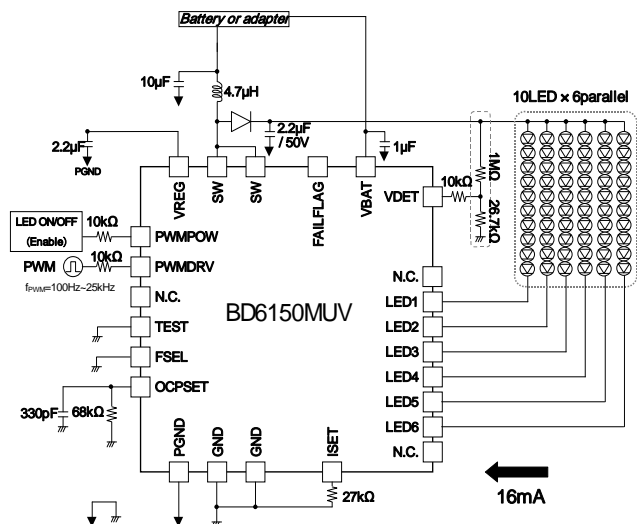 Battery or adapter
10µF
4.7µH
10LED × 6parallel
2.2µF
/ 50V
2.2µF
PGND
1µF
1MΩ
26.7kΩ
10kΩ
VREG
SW
SW
FAILFLAG
VBAT
VDET
LED ON/OFF
(Enable)
10kΩ
PWMPOW
PWM
10kΩ
PWMDRV
fPWM=100Hz~25kHz
N.C.
TEST
FSEL
OCPSET
330pF
68kΩ
BD6150MUV
N.C.
LED1
LED2
LED3
LED4
LED5
LED6
N.C.
PGND
GND
GND
ISET
27kΩ
16mA